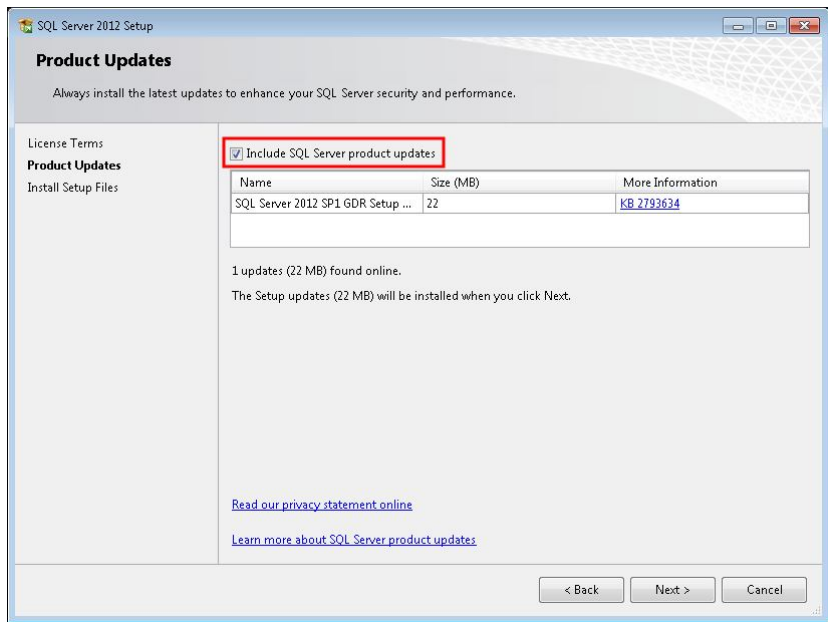 SQL Server 2012 Setup
Product Updates
Always install the latest updates to enhance your SQL Server security and performance.
License Terms
Product Updates
Install Setup Files
Include SQL Server product updates
Name Size (MB) More Information
SQL Server 2012 SP1 GDR Setup ... 22 KB 2793634
1 updates (22 MB) found online.
The Setup updates (22 MB) will be installed when you click Next.
Read our privacy statement online
Learn more about SQL Server product updates
< Back Next > Cancel